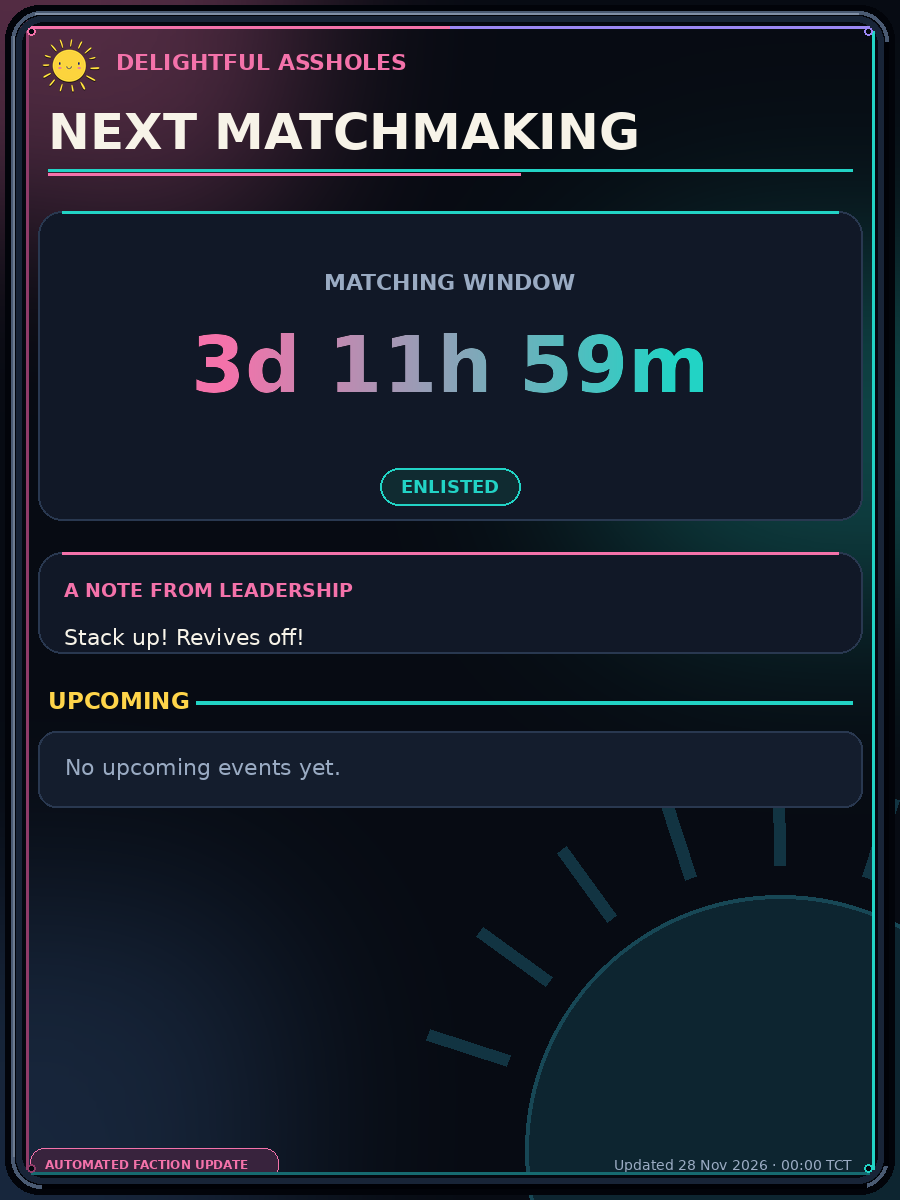 DELIGHTFUL ASSHOLES
NEXT MATCHMAKING
MATCHING WINDOW
3d 11h 59m
ENLISTED
A NOTE FROM LEADERSHIP
Stack up! Revives off!
UPCOMING
No upcoming events yet.
AUTOMATED FACTION UPDATE
Updated 28 Nov 2026 · 00:00 TCT